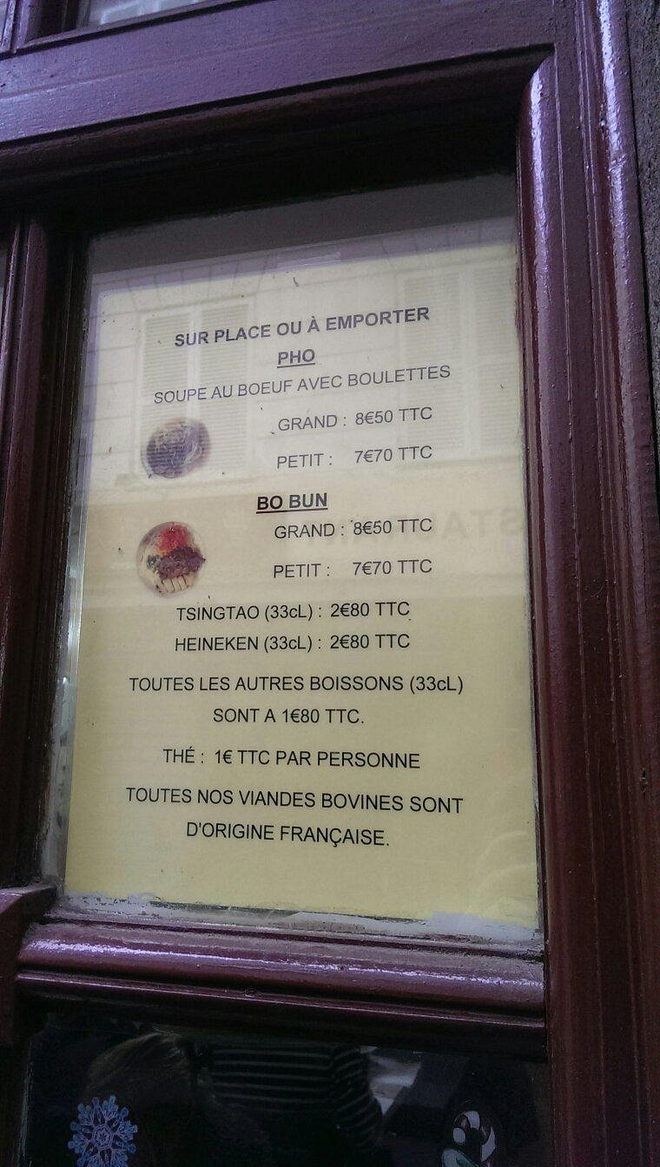 SUR PLACE OU À EMPORTER
PHO
SOUPE AU BOEUF AVEC BOULETTES
GRAND : 8€50 TTC
PETIT : 7€70 TTC
BO BUN
GRAND : 8€50 TTC
PETIT : 7€70 TTC
TSINGTAO (33cL) : 2€80 TTC
HEINEKEN (33cL) : 2€80 TTC
TOUTES LES AUTRES BOISSONS (33cL)
SONT A 1€80 TTC.
THÉ : 1€ TTC PAR PERSONNE
TOUTES NOS VIANDES BOVINES SONT
D'ORIGINE FRANÇAISE.